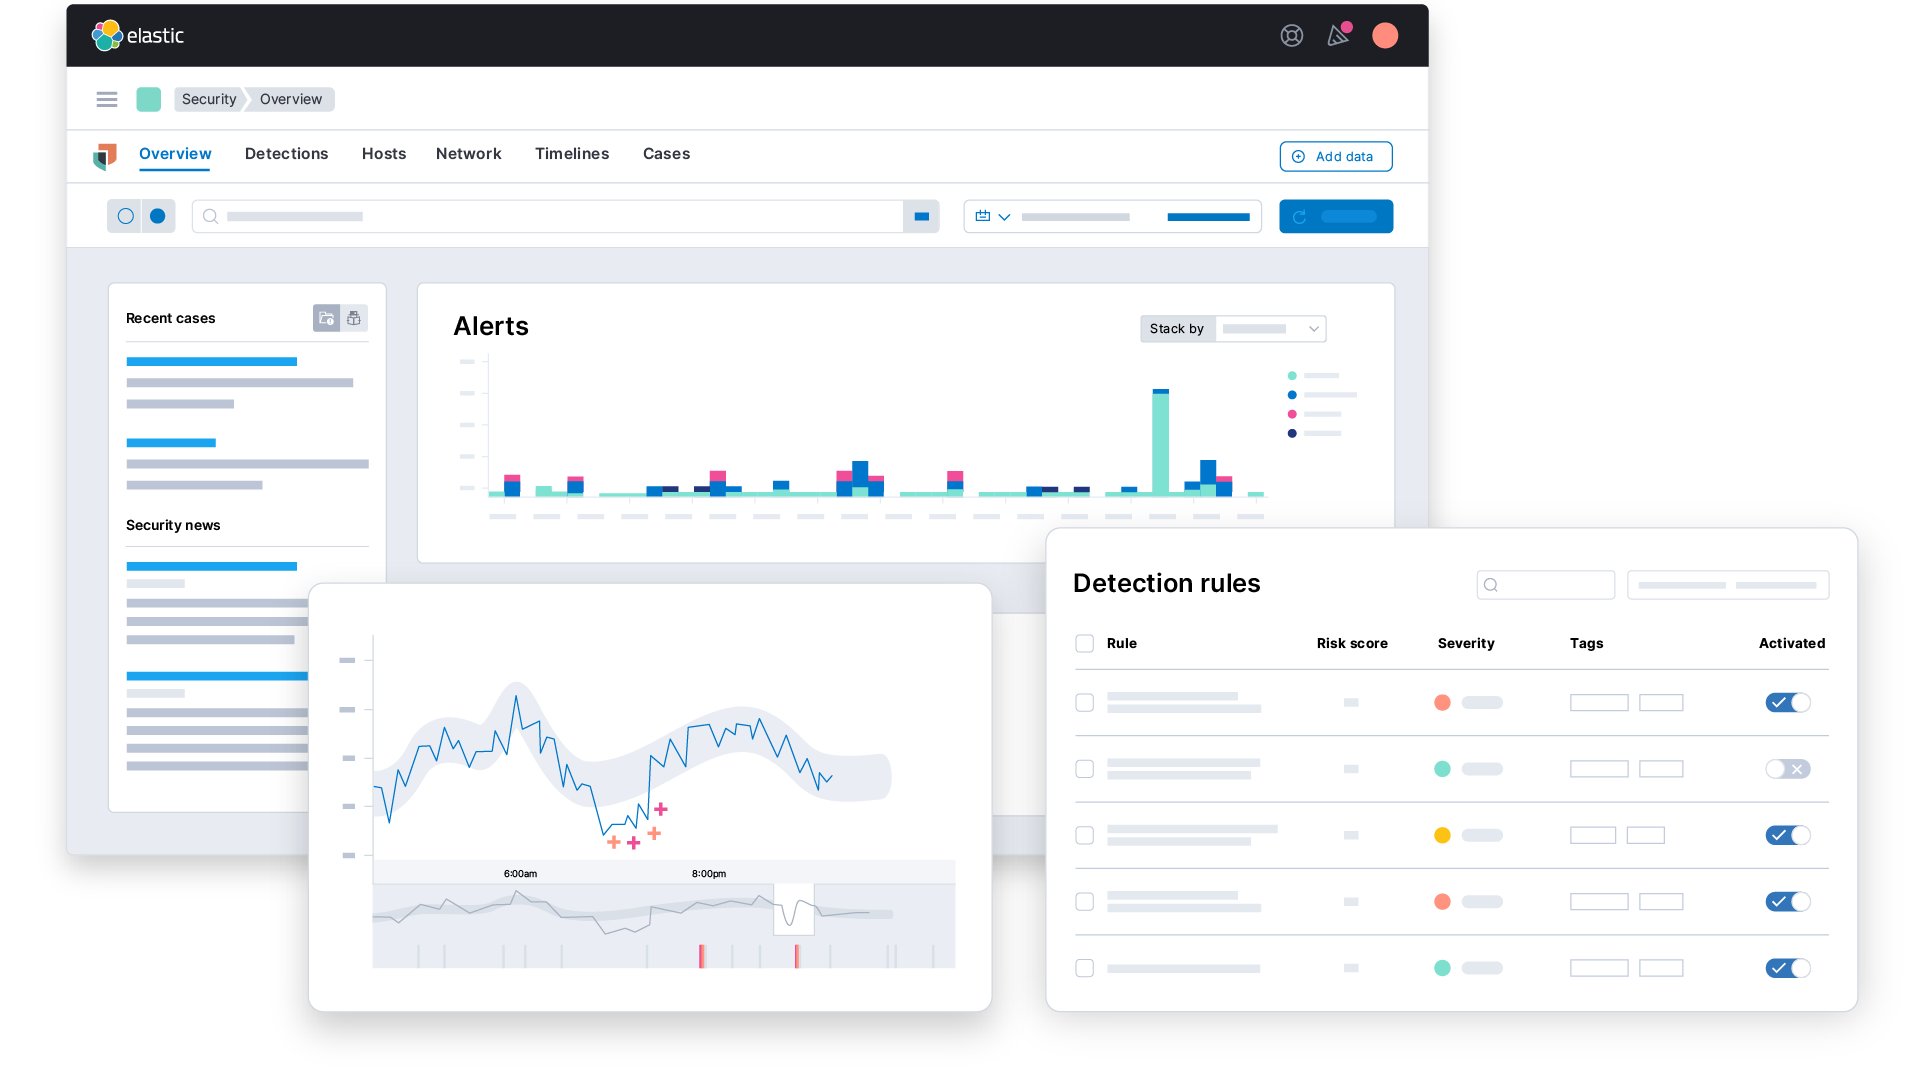 elastic
Security Overview
Overview Detections Hosts Network Timelines Cases
Add data
Recent cases
Alerts
Stack by
Security news
Detection rules
Rule Risk score Severity Tags Activated
6:00am 8:00pm